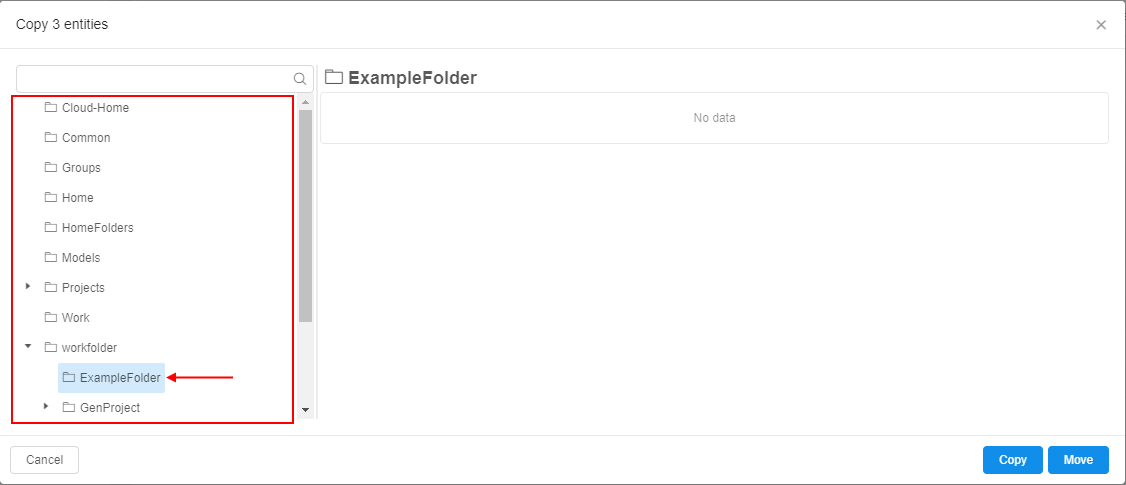 Copy 3 entities
Cloud-Home
Common
Groups
Home
HomeFolders
Models
Projects
Work
workfolder
ExampleFolder
GenProject
ExampleFolder
No data
Cancel
Copy
Move